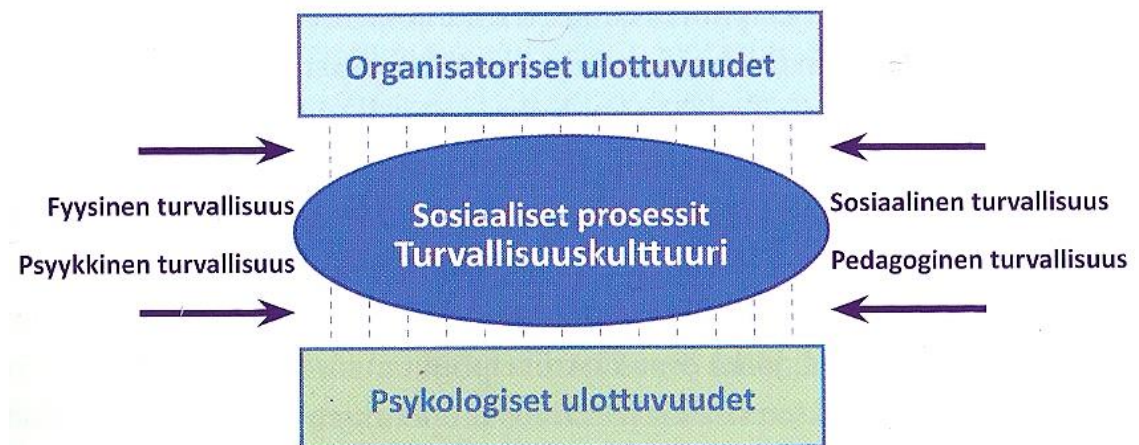 Organisatoriset ulottuvuudet
Fyysinen turvallisuus
Psyykkinen turvallisuus
Sosiaaliset prosessit
Turvallisuuskulttuuri
Sosiaalinen turvallisuus
Pedagoginen turvallisuus
Psykologiset ulottuvuudet